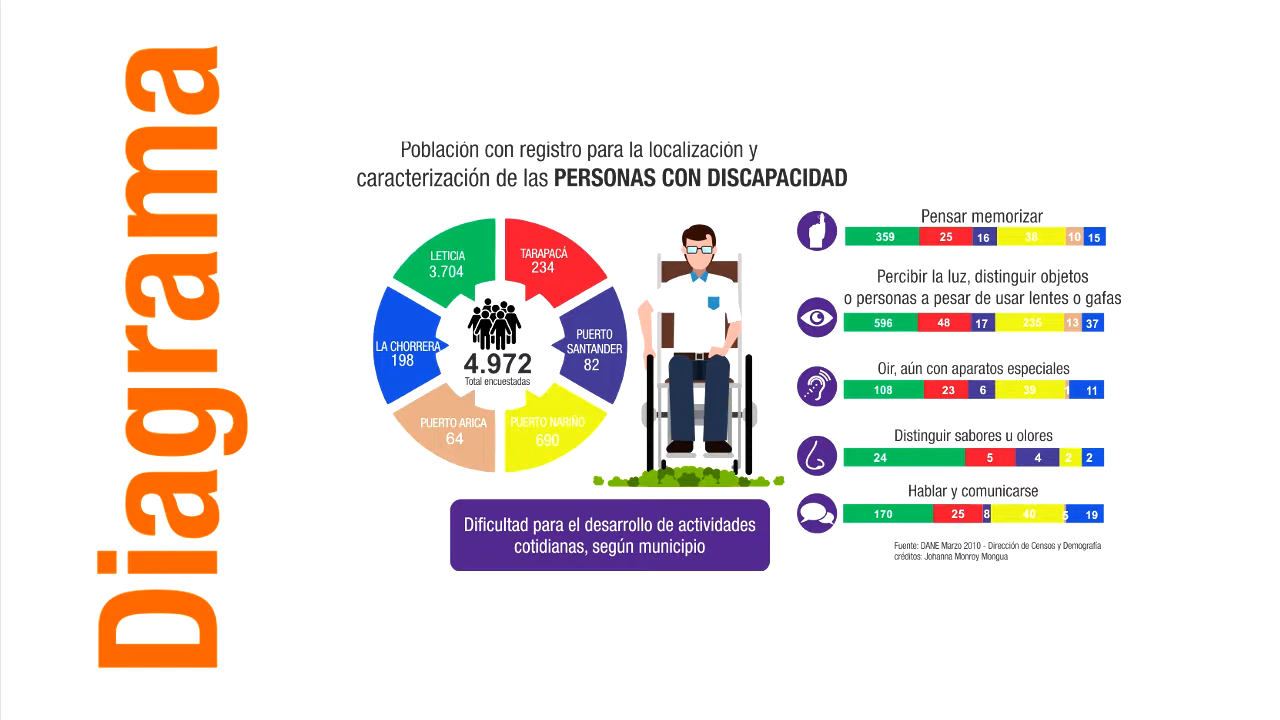 Diagrama
Población con registro para la localización y
caracterización de las PERSONAS CON DISCAPACIDAD
LETICIA
3.704
TARAPACÁ
234
LA CHORRERA
198
PUERTO
SANTANDER
82
PUERTO ARICA
64
PUERTO NARIÑO
690
4.972
Total encuestadas
Dificultad para el desarrollo de actividades
cotidianas, según municipio
Pensar memorizar
359 25 16 38 10 15
Percibir la luz, distinguir objetos
o personas a pesar de usar lentes o gafas
596 48 17 235 13 37
Oir, aún con aparatos especiales
108 23 6 39 1 11
Distinguir sabores u olores
24 5 4 2 2
Hablar y comunicarse
170 25 8 40 5 19
Fuente: DANE Marzo 2010 - Dirección de Censos y Demografía
créditos: Johanna Monroy Mongua